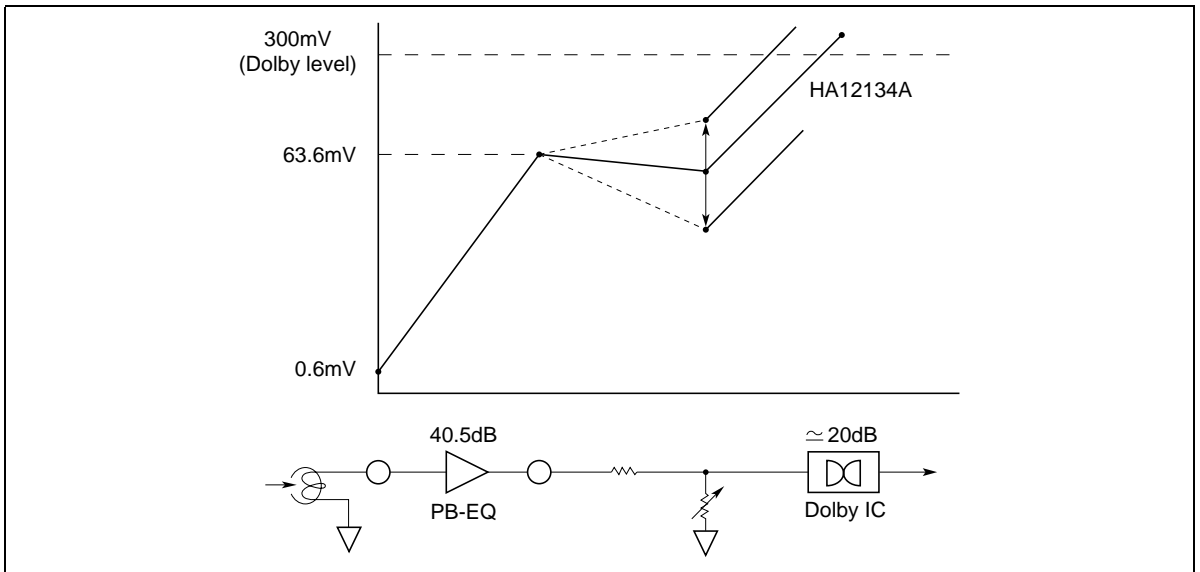 300mV
(Dolby level)
HA12134A
63.6mV
0.6mV
40.5dB
≃ 20dB
PB-EQ
Dolby IC